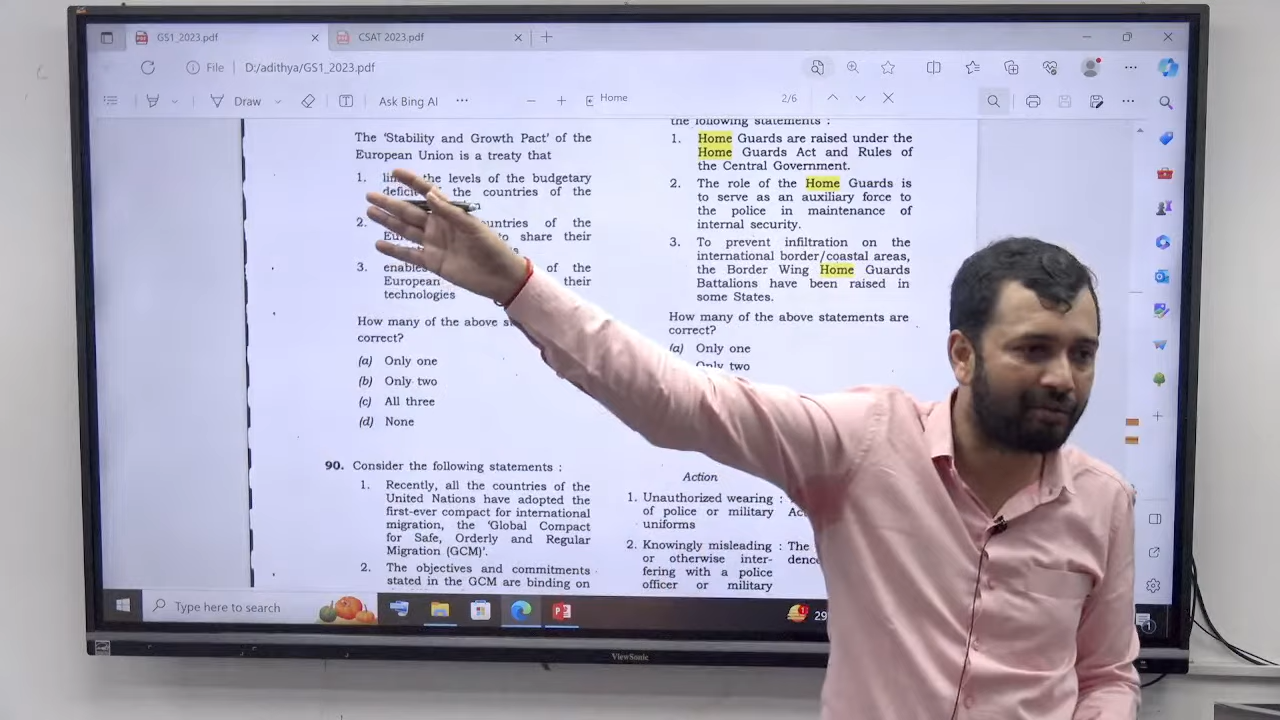 GS1_2023.pdf
CSAT 2023.pdf
File D:/adithya/GS1_2023.pdf
Draw Ask Bing AI Home 2/6
The 'Stability and Growth Pact' of the
European Union is a treaty that
1. the levels of the budgetary
the countries of the
2. untries of the
to share their
3. enables of the
European their
technologies
How many of the above
correct?
(a) Only one
(b) Only two
(c) All three
(d) None
90. Consider the following statements :
1. Recently, all the countries of the
United Nations have adopted the
first-ever compact for international
migration, the 'Global Compact
for Safe, Orderly and Regular
Migration (GCM)'.
2. The objectives and commitments
stated in the GCM are binding on
the following statements :
1. Home Guards are raised under the
Home Guards Act and Rules of
the Central Government.
2. The role of the Home Guards is
to serve as an auxiliary force to
the police in maintenance of
internal security.
3. To prevent infiltration on the
international border/coastal areas,
the Border Wing Home Guards
Battalions have been raised in
some States.
How many of the above statements are
correct?
(a) Only one
Only two
Action
1. Unauthorized wearing :
of police or military
uniforms
2. Knowingly misleading : The
or otherwise inter-
fering with a police
officer or military
Type here to search
29
ViewSonic